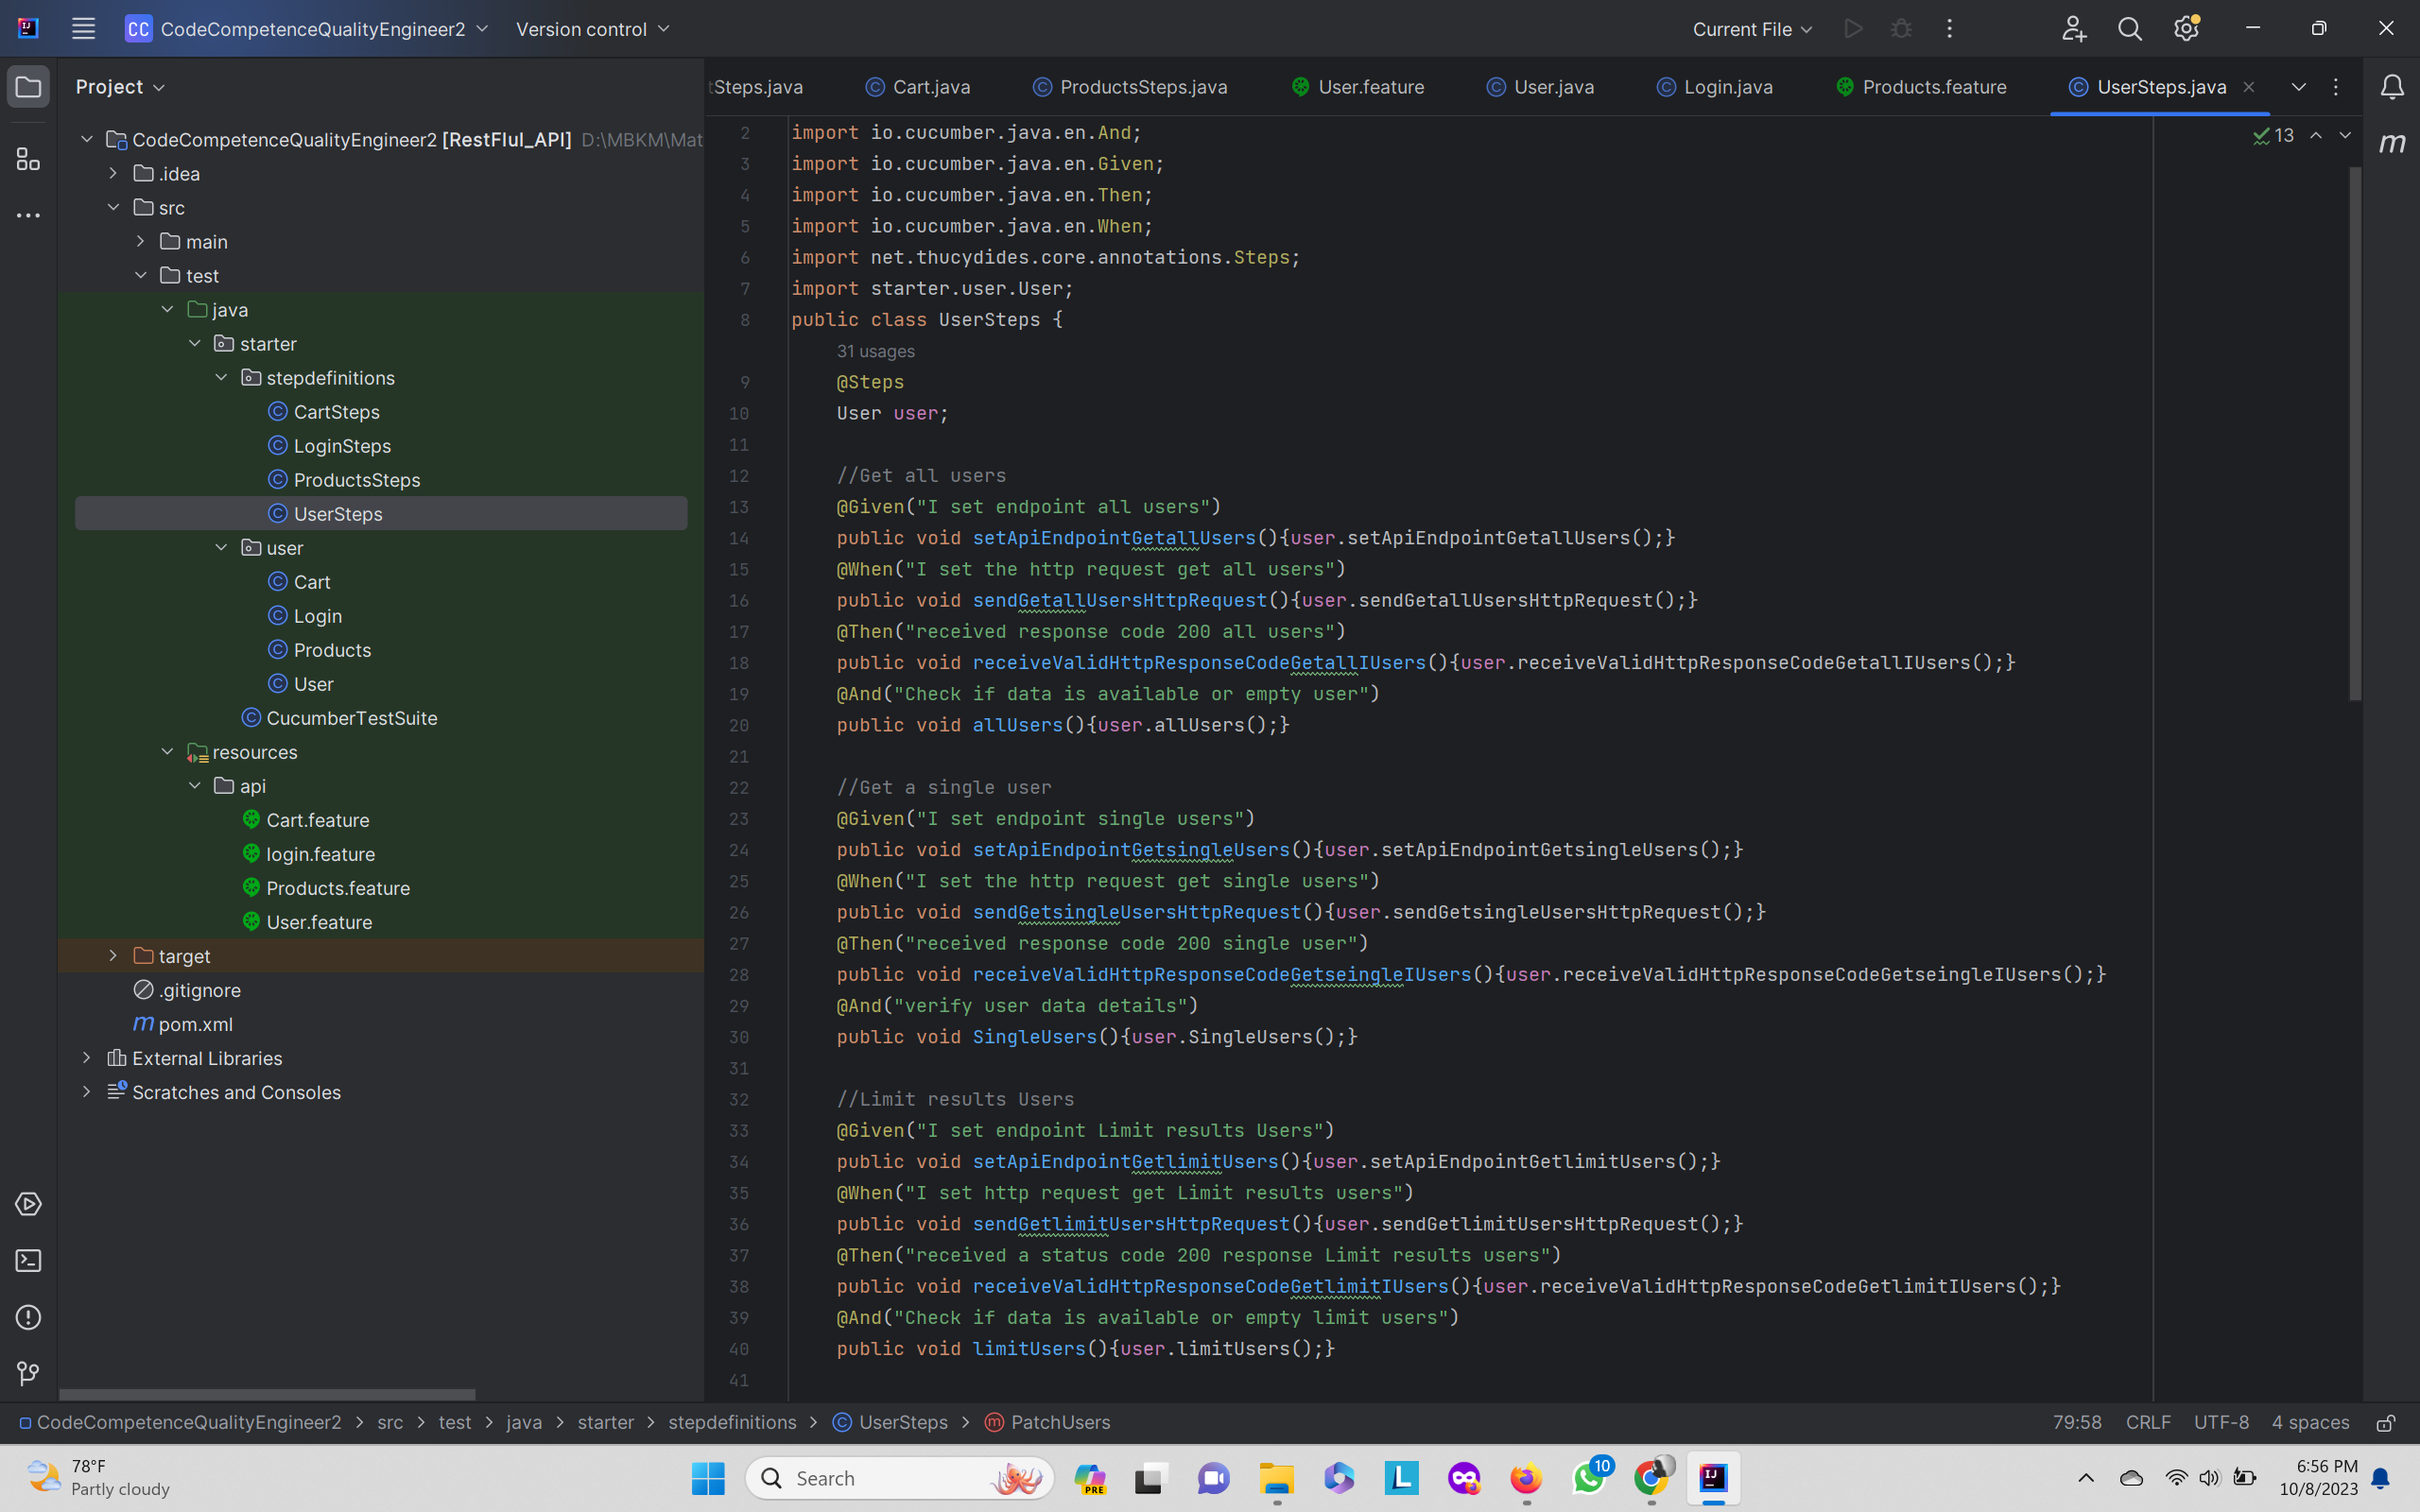 CC CodeCompetenceQualityEngineer2 Version control Current File
Project
tSteps.java Cart.java ProductsSteps.java User.feature User.java Login.java Products.feature UserSteps.java
CodeCompetenceQualityEngineer2 [RestFlul_API] D:\MBKM\Mat
.idea
src
main
test
java
starter
stepdefinitions
CartSteps
LoginSteps
ProductsSteps
UserSteps
user
Cart
Login
Products
User
CucumberTestSuite
resources
api
Cart.feature
login.feature
Products.feature
User.feature
target
.gitignore
pom.xml
External Libraries
Scratches and Consoles
13
2 import io.cucumber.java.en.And;
3 import io.cucumber.java.en.Given;
4 import io.cucumber.java.en.Then;
5 import io.cucumber.java.en.When;
6 import net.thucydides.core.annotations.Steps;
7 import starter.user.User;
8 public class UserSteps {
31 usages
9 @Steps
10 User user;
11
12 //Get all users
13 @Given("I set endpoint all users")
14 public void setApiEndpointGetallUsers(){user.setApiEndpointGetallUsers();}
15 @When("I set the http request get all users")
16 public void sendGetallUsersHttpRequest(){user.sendGetallUsersHttpRequest();}
17 @Then("received response code 200 all users")
18 public void receiveValidHttpResponseCodeGetallIUsers(){user.receiveValidHttpResponseCodeGetallIUsers();}
19 @And("Check if data is available or empty user")
20 public void allUsers(){user.allUsers();}
21
22 //Get a single user
23 @Given("I set endpoint single users")
24 public void setApiEndpointGetsingleUsers(){user.setApiEndpointGetsingleUsers();}
25 @When("I set the http request get single users")
26 public void sendGetsingleUsersHttpRequest(){user.sendGetsingleUsersHttpRequest();}
27 @Then("received response code 200 single user")
28 public void receiveValidHttpResponseCodeGetseingleIUsers(){user.receiveValidHttpResponseCodeGetseingleIUsers();}
29 @And("verify user data details")
30 public void SingleUsers(){user.SingleUsers();}
31
32 //Limit results Users
33 @Given("I set endpoint Limit results Users")
34 public void setApiEndpointGetlimitUsers(){user.setApiEndpointGetlimitUsers();}
35 @When("I set http request get Limit results users")
36 public void sendGetlimitUsersHttpRequest(){user.sendGetlimitUsersHttpRequest();}
37 @Then("received a status code 200 response Limit results users")
38 public void receiveValidHttpResponseCodeGetlimitIUsers(){user.receiveValidHttpResponseCodeGetlimitIUsers();}
39 @And("Check if data is available or empty limit users")
40 public void limitUsers(){user.limitUsers();}
41
CodeCompetenceQualityEngineer2 > src > test > java > starter > stepdefinitions > UserSteps > PatchUsers 79:58 CRLF UTF-8 4 spaces
78°F
Partly cloudy
Search
PRE
10
6:56 PM
10/8/2023